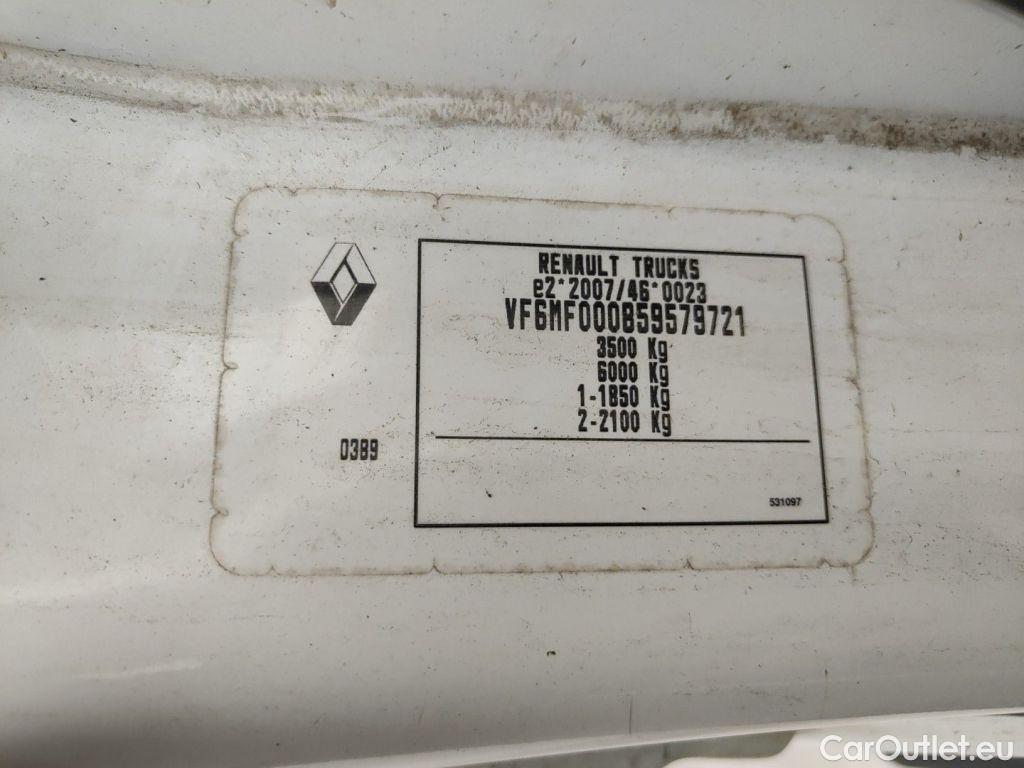 RENAULT TRUCKS
e2*2007/46*0023
VF6MF000859579721
3500 Kg
6000 Kg
1-1850 Kg
2-2100 Kg
0389
531097
CarOutlet.eu